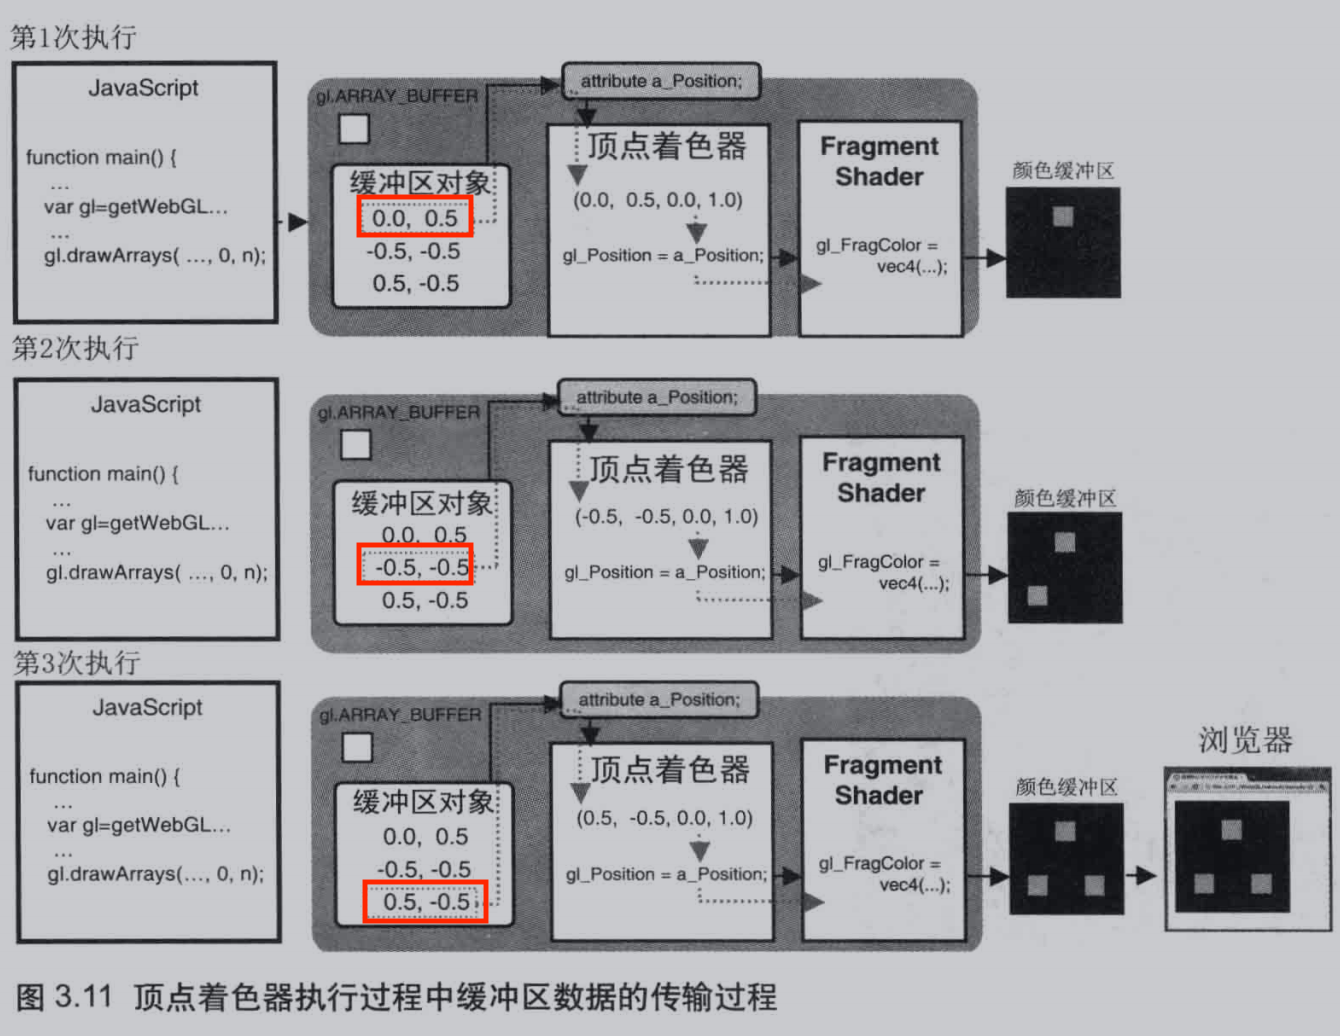 第1次执行
JavaScript
function main() {
...
var gl=getWebGL...
...
gl.drawArrays( ..., 0, n);
gl.ARRAY_BUFFER
缓冲区对象
0.0, 0.5
-0.5, -0.5
0.5, -0.5
attribute a_Position;
顶点着色器
(0.0, 0.5, 0.0, 1.0)
gl_Position = a_Position;
Fragment
Shader
gl_FragColor =
vec4(...);
颜色缓冲区
第2次执行
JavaScript
function main() {
...
var gl=getWebGL...
...
gl.drawArrays( ..., 0, n);
gl.ARRAY_BUFFER
缓冲区对象
0.0, 0.5
-0.5, -0.5
0.5, -0.5
attribute a_Position;
顶点着色器
(-0.5, -0.5, 0.0, 1.0)
gl_Position = a_Position;
Fragment
Shader
gl_FragColor =
vec4(...);
颜色缓冲区
第3次执行
JavaScript
function main() {
...
var gl=getWebGL...
...
gl.drawArrays(..., 0, n);
gl.ARRAY_BUFFER
缓冲区对象
0.0, 0.5
-0.5, -0.5
0.5, -0.5
attribute a_Position;
顶点着色器
(0.5, -0.5, 0.0, 1.0)
gl_Position = a_Position;
Fragment
Shader
gl_FragColor =
vec4(...);
颜色缓冲区
浏览器
图 3.11 顶点着色器执行过程中缓冲区数据的传输过程